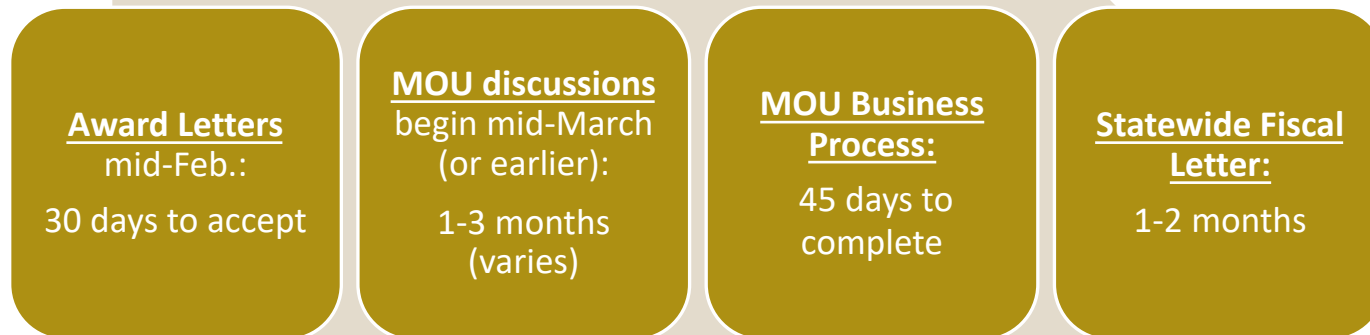 Award Letters
mid-Feb.:
30 days to accept
MOU discussions
begin mid-March
(or earlier):
1-3 months
(varies)
MOU Business
Process:
45 days to
complete
Statewide Fiscal
Letter:
1-2 months